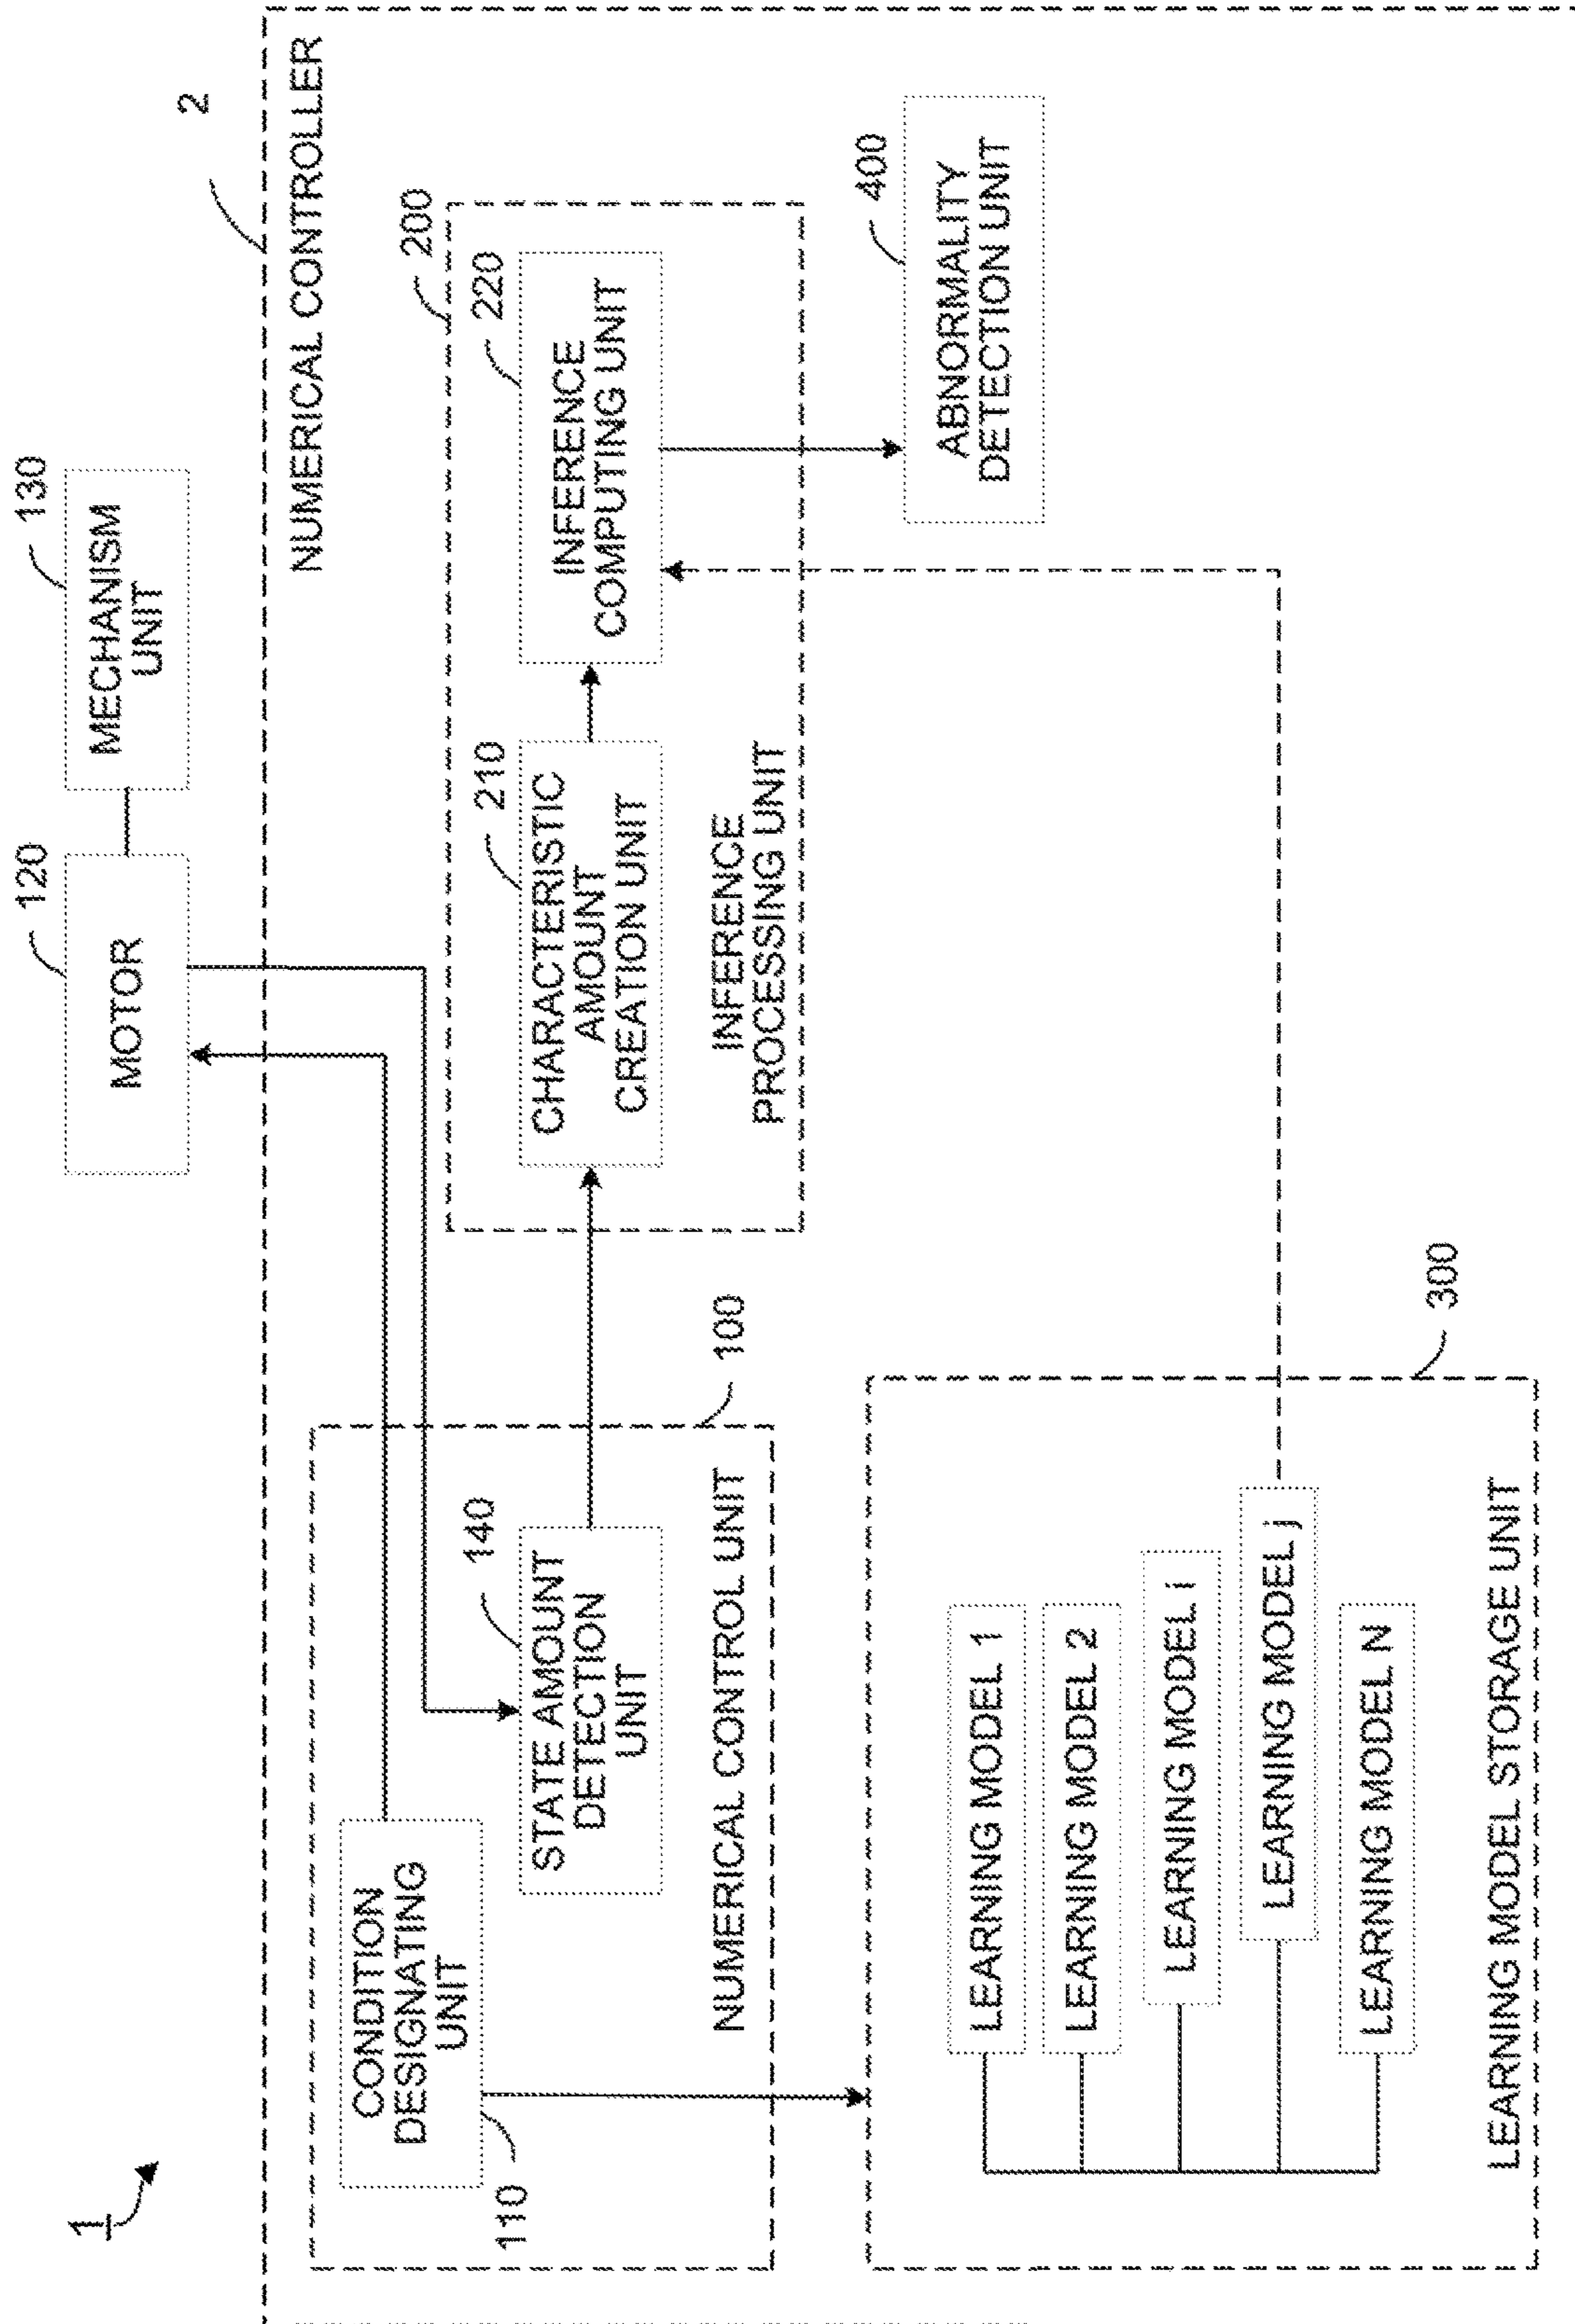 1
2
NUMERICAL CONTROLLER
120
MOTOR
130
MECHANISM
UNIT
110
CONDITION
DESIGNATING
UNIT
140
STATE AMOUNT
DETECTION
UNIT
NUMERICAL CONTROL UNIT
100
200
210
CHARACTERISTIC
AMOUNT
CREATION UNIT
220
INFERENCE
COMPUTING UNIT
INFERENCE
PROCESSING UNIT
400
ABNORMALITY
DETECTION UNIT
300
LEARNING MODEL 1
LEARNING MODEL 2
LEARNING MODEL i
LEARNING MODEL j
LEARNING MODEL N
LEARNING MODEL STORAGE UNIT